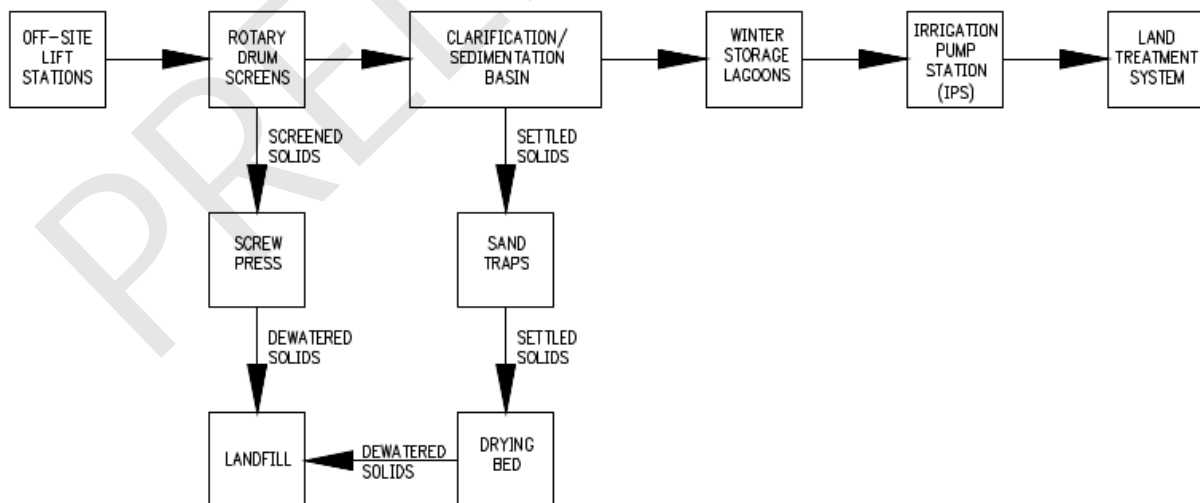 OFF-SITE
LIFT
STATIONS
ROTARY
DRUM
SCREENS
CLARIFICATION/
SEDIMENTATION
BASIN
WINTER
STORAGE
LAGOONS
IRRIGATION
PUMP
STATION
(IPS)
LAND
TREATMENT
SYSTEM
SCREENED
SOLIDS
SETTLED
SOLIDS
SCREW
PRESS
SAND
TRAPS
DEWATERED
SOLIDS
SETTLED
SOLIDS
LANDFILL
DEWATERED
SOLIDS
DRYING
BED